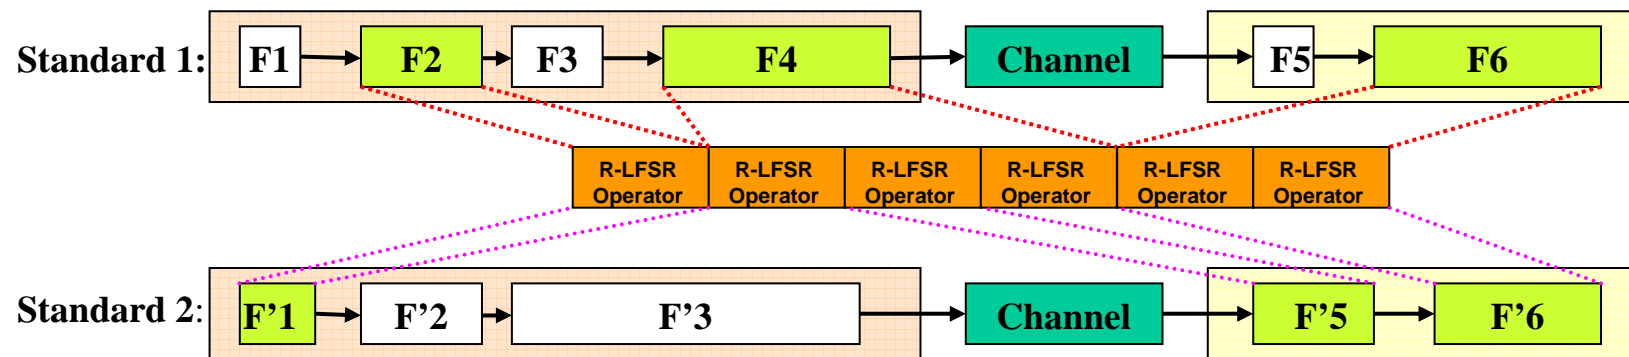 Standard 1: F1 F2 F3 F4 Channel F5 F6
R-LFSR R-LFSR R-LFSR R-LFSR R-LFSR R-LFSR
Operator Operator Operator Operator Operator Operator
Standard 2: F’1 F’2 F’3 Channel F’5 F’6